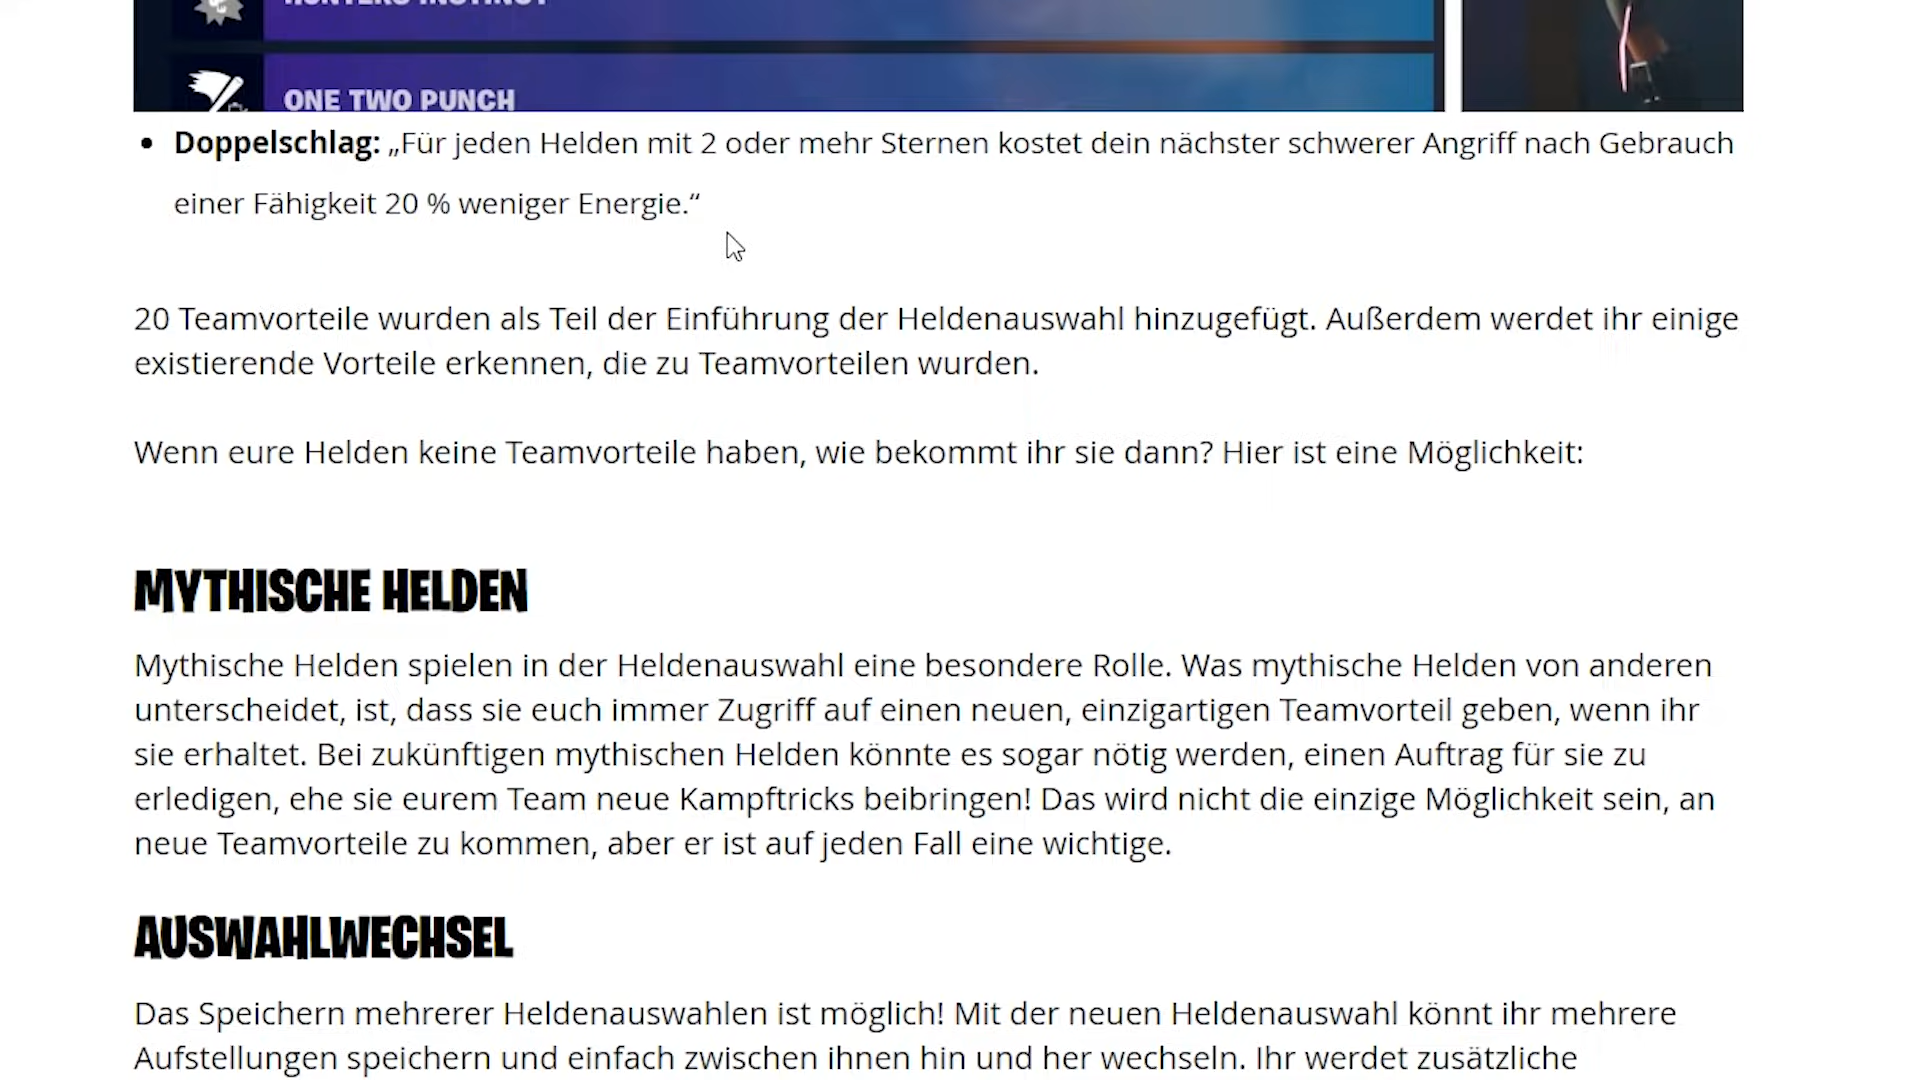 HUNTERS INSTINCT
ONE TWO PUNCH
• Doppelschlag: „Für jeden Helden mit 2 oder mehr Sternen kostet dein nächster schwerer Angriff nach Gebrauch
einer Fähigkeit 20 % weniger Energie.“
20 Teamvorteile wurden als Teil der Einführung der Heldenauswahl hinzugefügt. Außerdem werdet ihr einige
existierende Vorteile erkennen, die zu Teamvorteilen wurden.
Wenn eure Helden keine Teamvorteile haben, wie bekommt ihr sie dann? Hier ist eine Möglichkeit:
MYTHISCHE HELDEN
Mythische Helden spielen in der Heldenauswahl eine besondere Rolle. Was mythische Helden von anderen
unterscheidet, ist, dass sie euch immer Zugriff auf einen neuen, einzigartigen Teamvorteil geben, wenn ihr
sie erhaltet. Bei zukünftigen mythischen Helden könnte es sogar nötig werden, einen Auftrag für sie zu
erledigen, ehe sie eurem Team neue Kampftricks beibringen! Das wird nicht die einzige Möglichkeit sein, an
neue Teamvorteile zu kommen, aber er ist auf jeden Fall eine wichtige.
AUSWAHLWECHSEL
Das Speichern mehrerer Heldenauswahlen ist möglich! Mit der neuen Heldenauswahl könnt ihr mehrere
Aufstellungen speichern und einfach zwischen ihnen hin und her wechseln. Ihr werdet zusätzliche